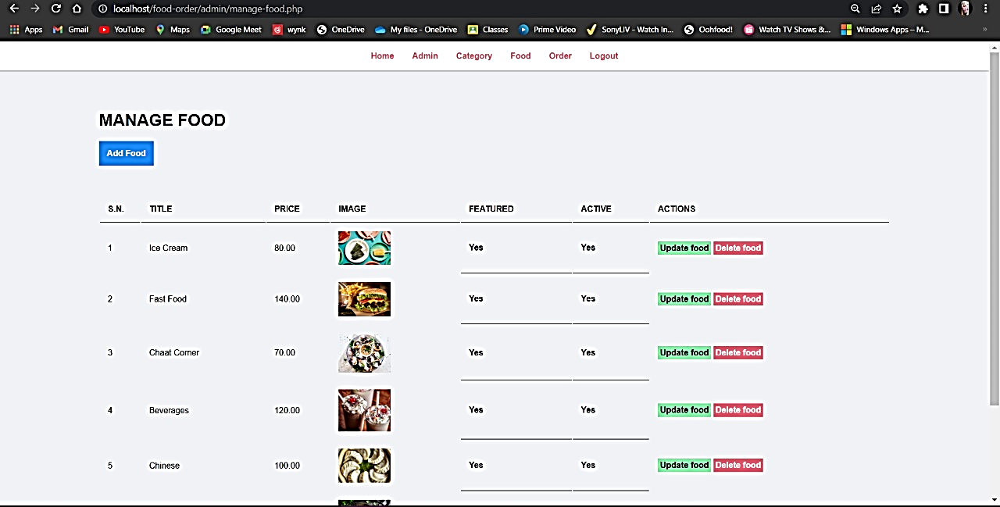 localhost/food-order/admin/manage-food.php
Apps Gmail YouTube Maps Google Meet wynk OneDrive My files - OneDrive Classes Prime Video SonyLIV - Watch In... Oohfood! Watch TV Shows &... Windows Apps – M... »
Home Admin Category Food Order Logout
MANAGE FOOD
Add Food
S.N. TITLE PRICE IMAGE FEATURED ACTIVE ACTIONS
1 Ice Cream 80.00 Yes Yes Update food Delete food
2 Fast Food 140.00 Yes Yes Update food Delete food
3 Chaat Corner 70.00 Yes Yes Update food Delete food
4 Beverages 120.00 Yes Yes Update food Delete food
5 Chinese 100.00 Yes Yes Update food Delete food